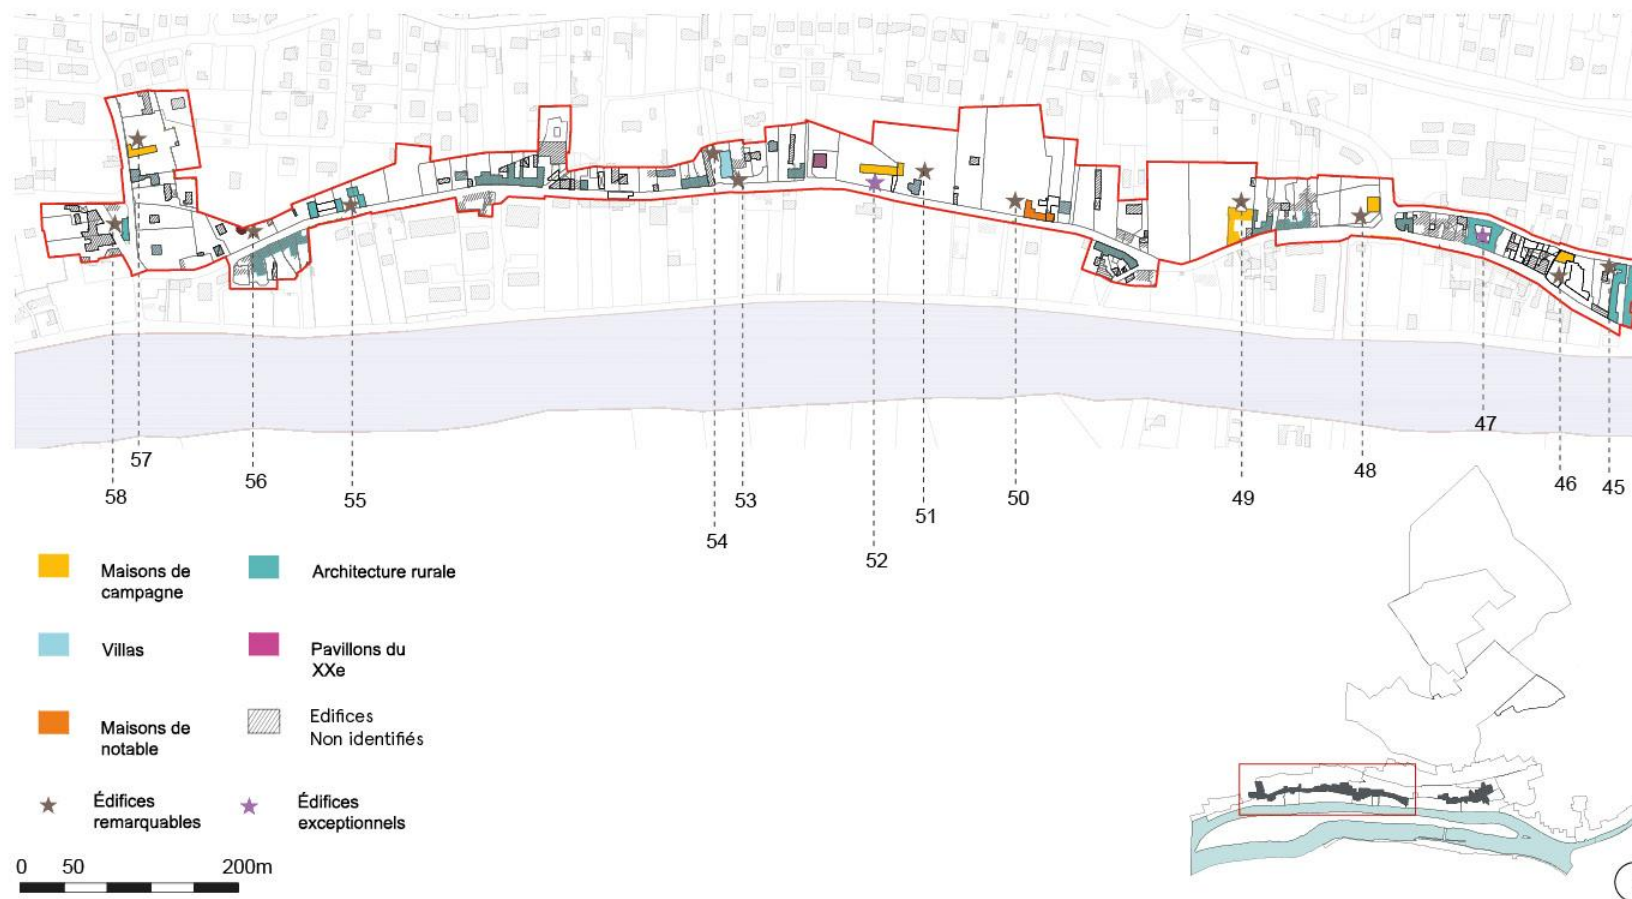 47
57
48
56
46
45
58
55
53
50
49
51
54
52
Maisons de
campagne
Architecture rurale
Villas
Pavillons du
XXe
Maisons de
notable
Edifices
Non identifiés
Édifices
remarquables
Édifices
exceptionnels
0 50 200m